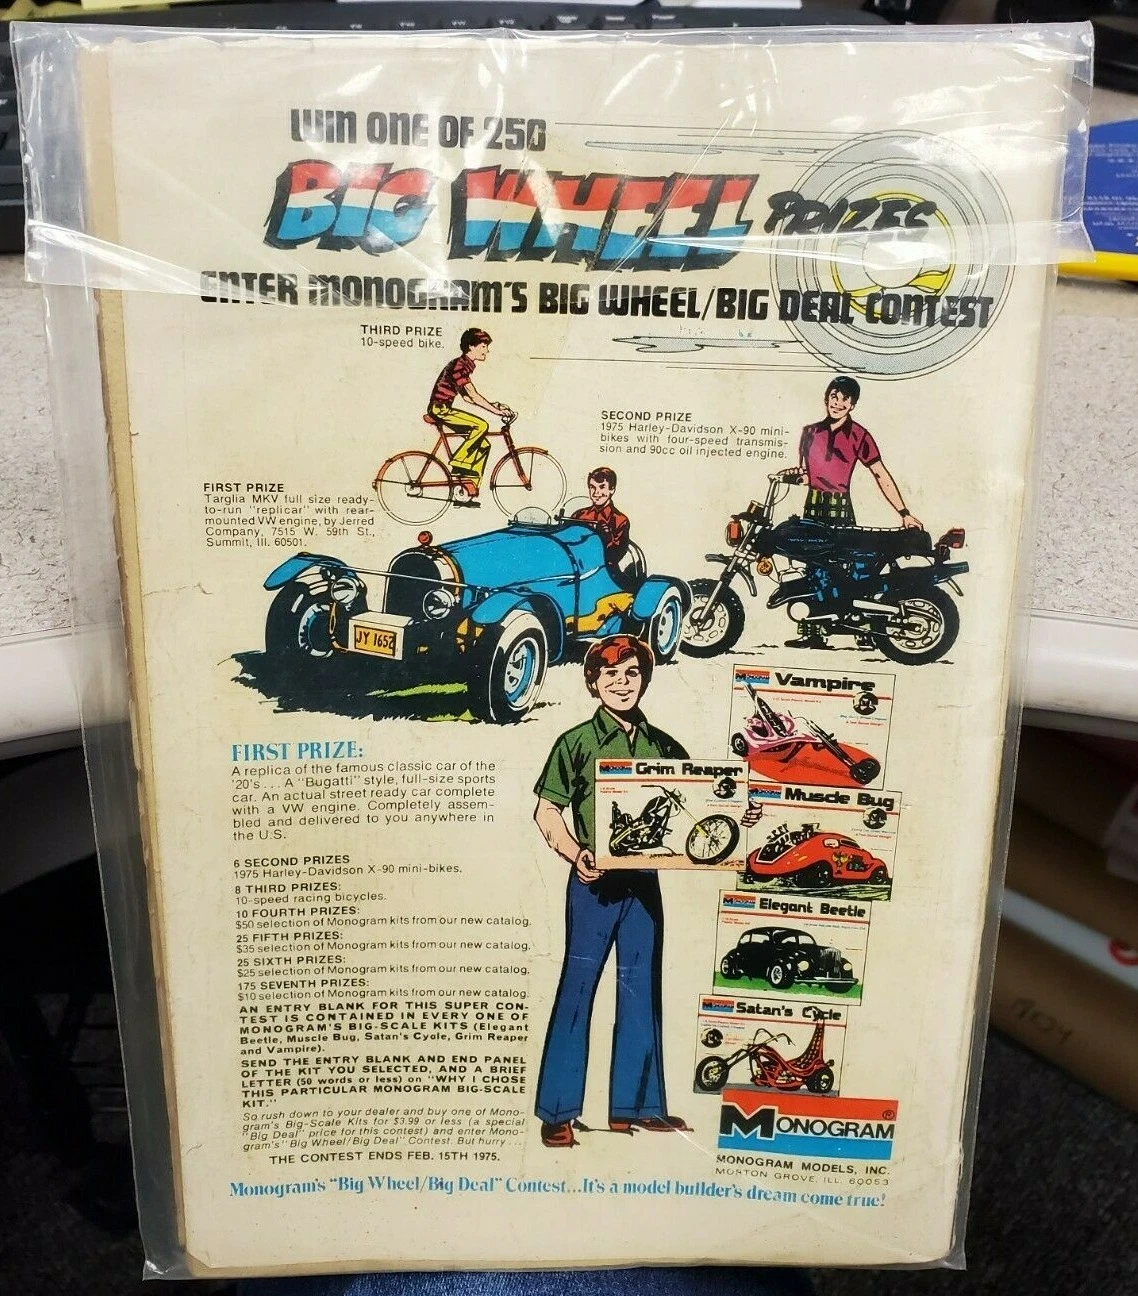 WIN ONE OF 250
BIG WHEEL PRIZES
ENTER MONOGRAM'S BIG WHEEL/BIG DEAL CONTEST
THIRD PRIZE
10-speed bike.
SECOND PRIZE
1975 Harley-Davidson X-90 mini-
bikes with four-speed transmis-
sion and 90cc oil injected engine.
FIRST PRIZE
Targlia MKV full size ready-
to-run "replicar" with rear-
mounted VW engine, by Jerred
Company, 7515 W. 59th St.,
Summit, Ill. 60501.
JY 1652
MONOGRAM Vampire
MONOGRAM Grim Reaper
MONOGRAM Muscle Bug
MONOGRAM Elegant Beetle
MONOGRAM Satan's Cycle
FIRST PRIZE:
A replica of the famous classic car of the
'20's... A "Bugatti" style, full-size sports
car. An actual street ready car complete
with a VW engine. Completely assem-
bled and delivered to you anywhere in
the U.S.
6 SECOND PRIZES
1975 Harley-Davidson X-90 mini-bikes.
8 THIRD PRIZES:
10-speed racing bicycles.
10 FOURTH PRIZES:
$50 selection of Monogram kits from our new catalog.
25 FIFTH PRIZES:
$35 selection of Monogram kits from our new catalog.
25 SIXTH PRIZES:
$25 selection of Monogram kits from our new catalog.
175 SEVENTH PRIZES:
$10 selection of Monogram kits from our new catalog.
AN ENTRY BLANK FOR THIS SUPER CON-
TEST IS CONTAINED IN EVERY ONE OF
MONOGRAM'S BIG-SCALE KITS (Elegant
Beetle, Muscle Bug, Satan's Cycle, Grim Reaper
and Vampire).
SEND THE ENTRY BLANK AND END PANEL
OF THE KIT YOU SELECTED, AND A BRIEF
LETTER (50 words or less) on "WHY I CHOSE
THIS PARTICULAR MONOGRAM BIG-SCALE
KIT."
So rush down to your dealer and buy one of Mono-
gram's Big-Scale Kits for $3.99 or less (a special
"Big Deal" price for this contest) and enter Mono-
gram's "Big Wheel/Big Deal" Contest. But hurry...
THE CONTEST ENDS FEB. 15TH 1975.
MONOGRAM ®
MONOGRAM MODELS, INC.
MORTON GROVE, ILL. 60053
Monogram's "Big Wheel/Big Deal" Contest...It's a model builder's dream come true!